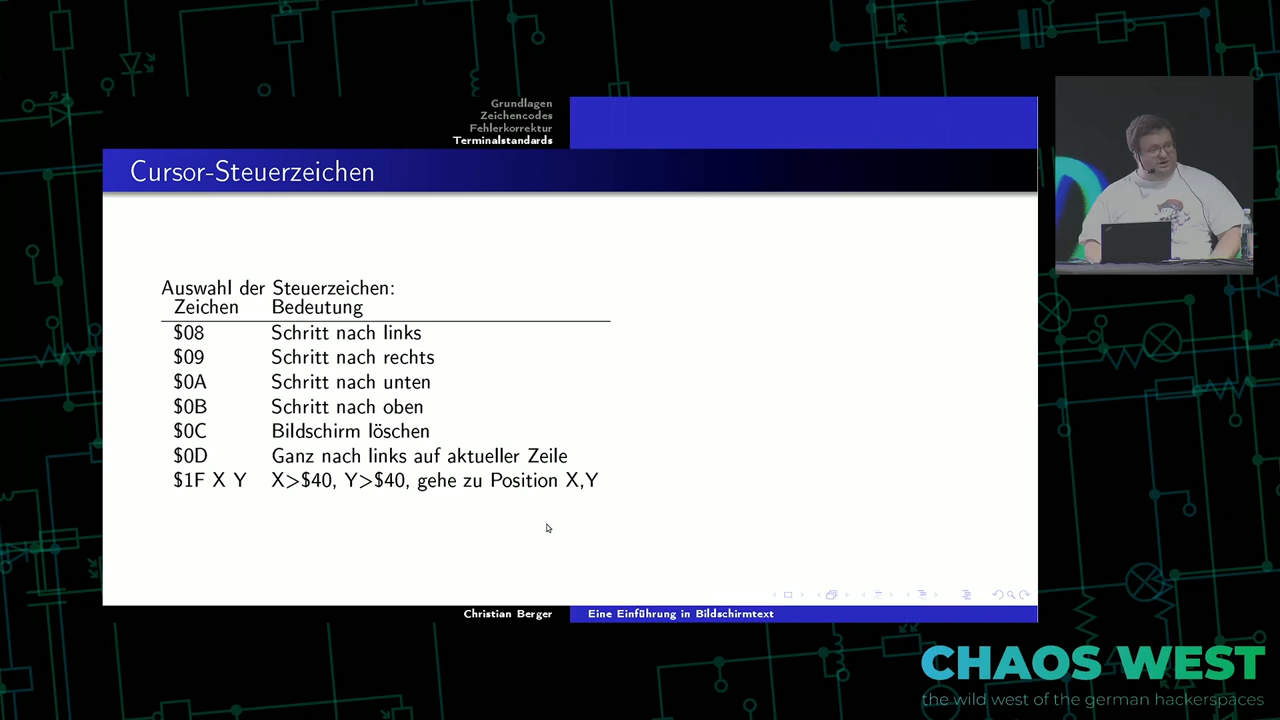 Grundlagen
Zeichencodes
Fehlerkorrektur
Terminalstandards
Cursor-Steuerzeichen
Auswahl der Steuerzeichen:
Zeichen Bedeutung
$08 Schritt nach links
$09 Schritt nach rechts
$0A Schritt nach unten
$0B Schritt nach oben
$0C Bildschirm löschen
$0D Ganz nach links auf aktueller Zeile
$1F X Y X>$40, Y>$40, gehe zu Position X,Y
Christian Berger Eine Einführung in Bildschirmtext
CHAOS WEST
the wild west of the german hackerspaces